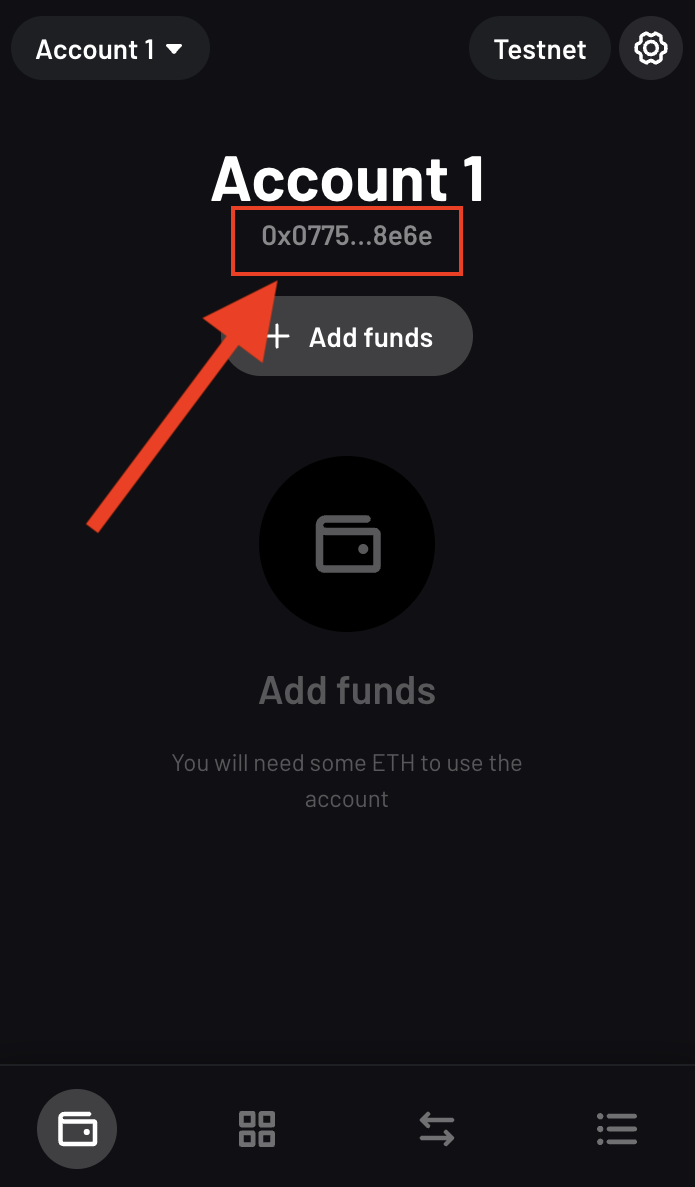 Account 1
Testnet
Account 1
0x0775...8e6e
+ Add funds
Add funds
You will need some ETH to use the
account